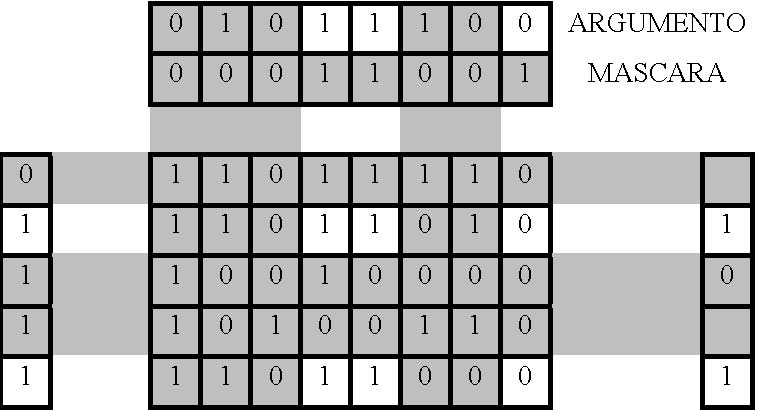 0 1 0 1 1 1 0 0 ARGUMENTO
0 0 0 1 1 0 0 1 MASCARA
0 1 1 0 1 1 1 1 0
1 1 1 0 1 1 0 1 0 1
1 1 0 0 1 0 0 0 0 0
1 1 0 1 0 0 1 1 0
1 1 1 0 1 1 0 0 0 1